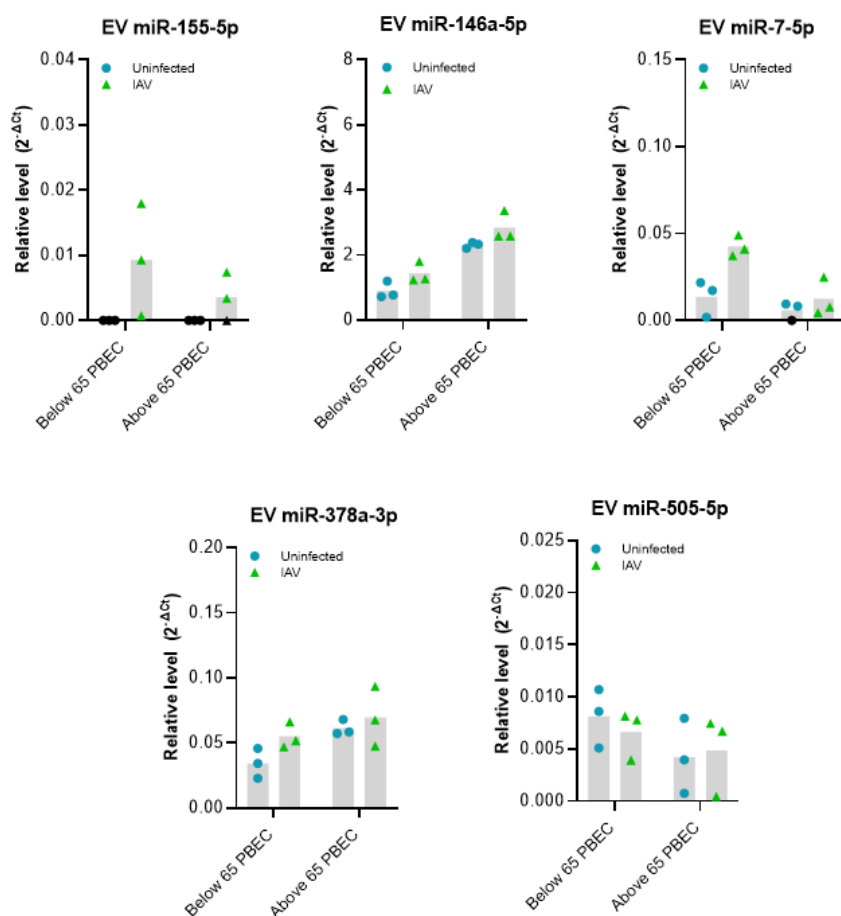 EV miR-155-5p
Relative level (2^-ΔCt)
0.04
0.03
0.02
0.01
0.00
Uninfected
IAV
Below 65 PBEC
Above 65 PBEC
EV miR-146a-5p
Relative level (2^-ΔCt)
8
6
4
2
0
Uninfected
IAV
Below 65 PBEC
Above 65 PBEC
EV miR-7-5p
Relative level (2^-ΔCt)
0.15
0.10
0.05
0.00
Uninfected
IAV
Below 65 PBEC
Above 65 PBEC
EV miR-378a-3p
Relative level (2^-ΔCt)
0.20
0.15
0.10
0.05
0.00
Uninfected
IAV
Below 65 PBEC
Above 65 PBEC
EV miR-505-5p
Relative level (2^-ΔCt)
0.025
0.020
0.015
0.010
0.005
0.000
Uninfected
IAV
Below 65 PBEC
Above 65 PBEC